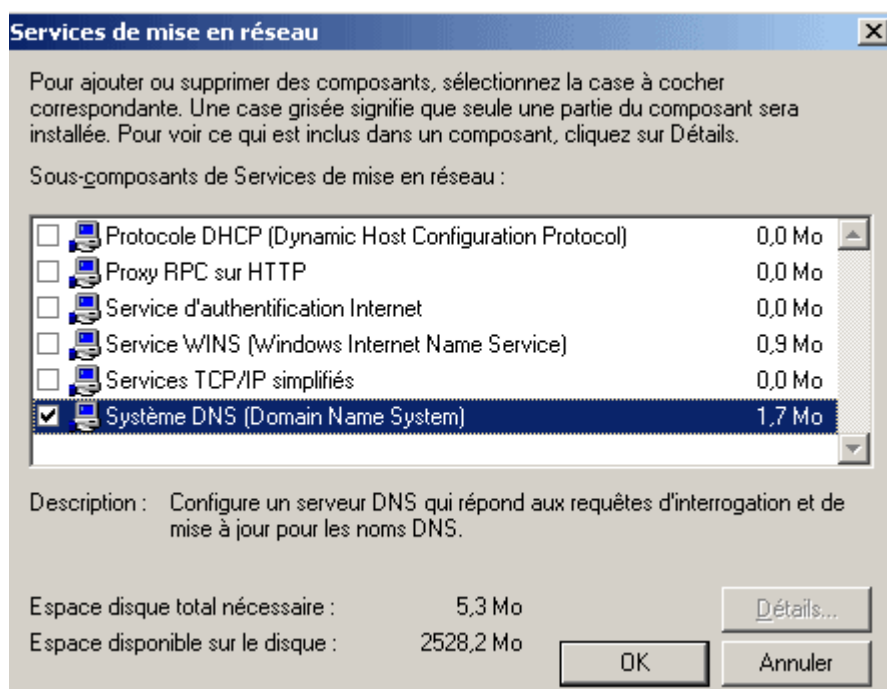 Services de mise en réseau
Pour ajouter ou supprimer des composants, sélectionnez la case à cocher
correspondante. Une case grisée signifie que seule une partie du composant sera
installée. Pour voir ce qui est inclus dans un composant, cliquez sur Détails.
Sous-composants de Services de mise en réseau :
Protocole DHCP (Dynamic Host Configuration Protocol) 0,0 Mo
Proxy RPC sur HTTP 0,0 Mo
Service d'authentification Internet 0,0 Mo
Service WINS (Windows Internet Name Service) 0,9 Mo
Services TCP/IP simplifiés 0,0 Mo
Système DNS (Domain Name System) 1,7 Mo
Description : Configure un serveur DNS qui répond aux requêtes d'interrogation et de
mise à jour pour les noms DNS.
Espace disque total nécessaire : 5,3 Mo
Détails...
Espace disponible sur le disque : 2528,2 Mo
OK Annuler